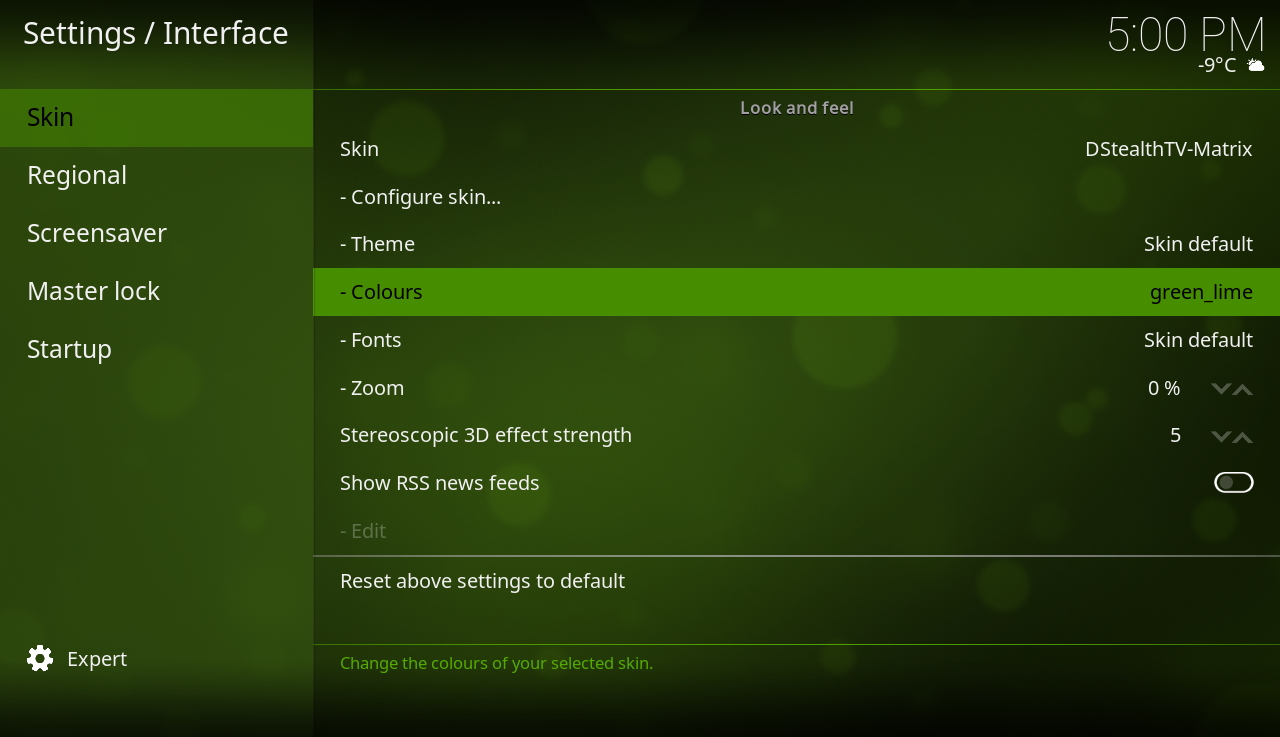 Settings / Interface
5:00 PM
-9°C
Skin
Regional
Screensaver
Master lock
Startup
Expert
Look and feel
Skin DStealthTV-Matrix
- Configure skin...
- Theme Skin default
- Colours green_lime
- Fonts Skin default
- Zoom 0 %
Stereoscopic 3D effect strength 5
Show RSS news feeds
- Edit
Reset above settings to default
Change the colours of your selected skin.